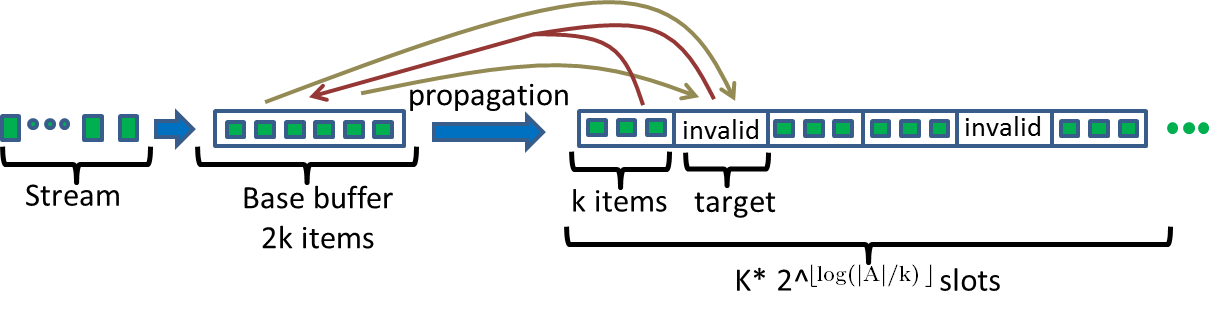 propagation
invalid
invalid
Stream
Base buffer
2k items
k items
target
K* 2^⌊log(|A|/k)⌋ slots